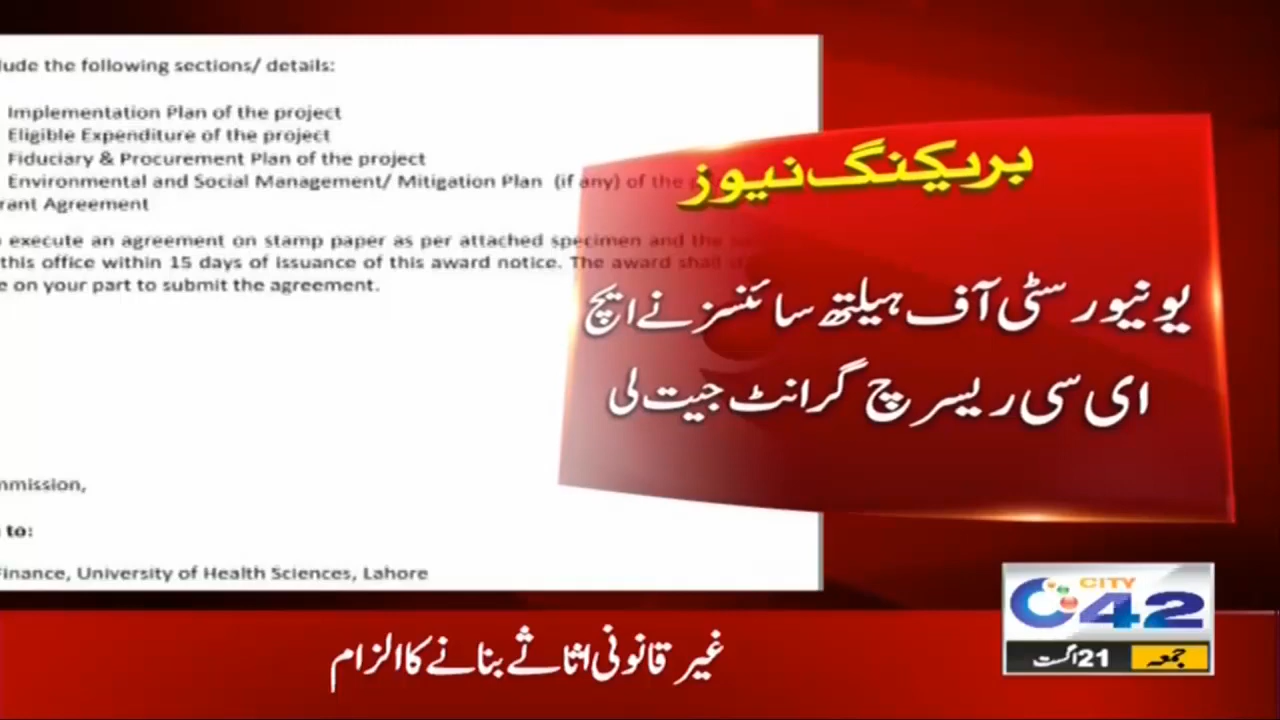 lude the following sections/ details:
Implementation Plan of the project
Eligible Expenditure of the project
Fiduciary & Procurement Plan of the project
Environmental and Social Management/ Mitigation Plan (if any) of the
rant Agreement
execute an agreement on stamp paper as per attached specimen and the
this office within 15 days of issuance of this award notice. The award shall
e on your part to submit the agreement.
mmission,
to:
Finance, University of Health Sciences, Lahore
بریکنگ نیوز
یونیورسٹی آف ہیلتھ سائنسز نے ایچ
ای سی ریسرچ گرانٹ جیت لی
CITY
42
جمعہ 21 اگست
غیر قانونی اثاثے بنانے کا الزام